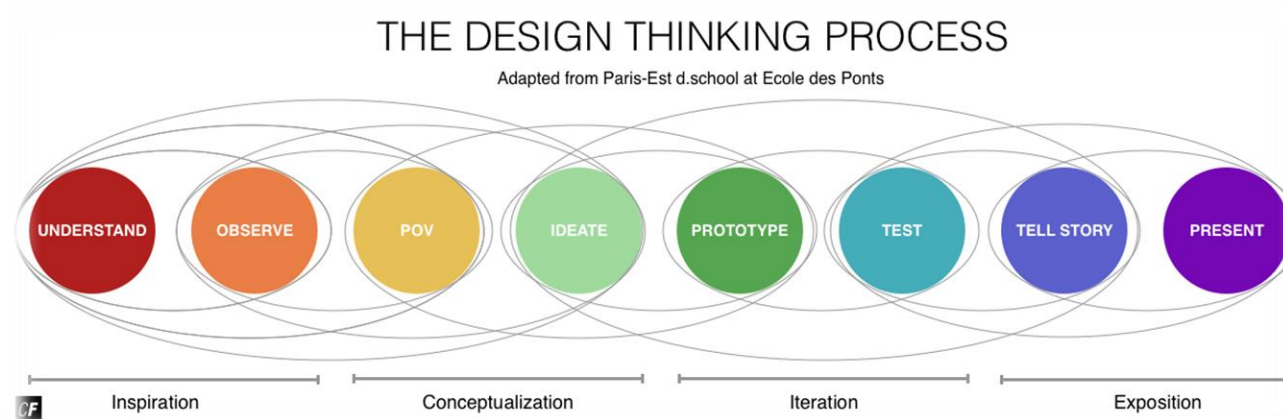 THE DESIGN THINKING PROCESS
Adapted from Paris-Est d.school at Ecole des Ponts
UNDERSTAND
OBSERVE
POV
IDEATE
PROTOTYPE
TEST
TELL STORY
PRESENT
Inspiration
Conceptualization
Iteration
Exposition
CF